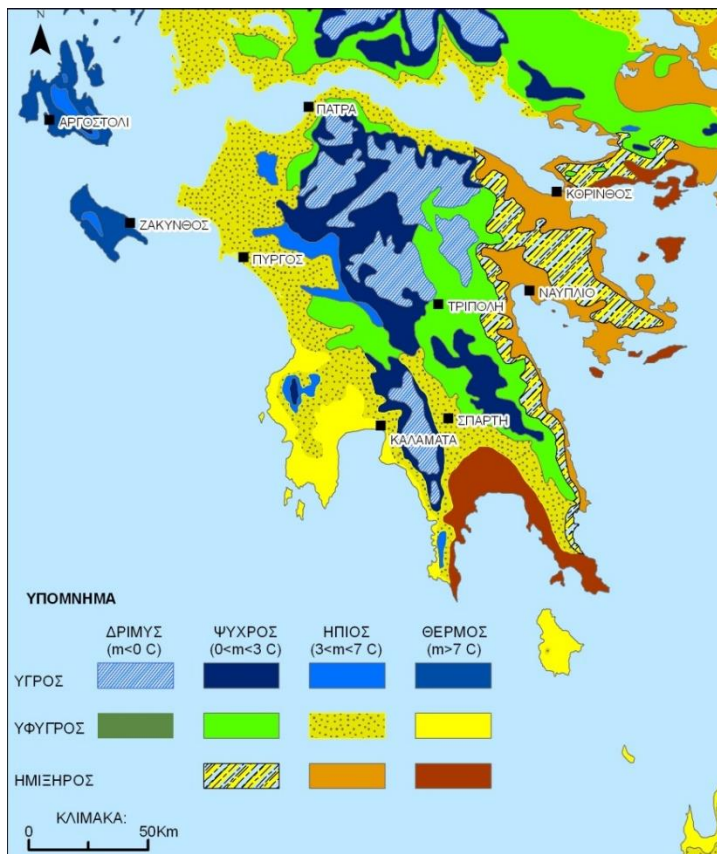 N
ΠΑΤΡΑ
ΑΡΓΟΣΤΟΛΙ
ΚΟΡΙΝΘΟΣ
ΖΑΚΥΝΘΟΣ
ΠΥΡΓΟΣ
ΝΑΥΠΛΙΟ
ΤΡΙΠΟΛΗ
ΣΠΑΡΤΗ
ΚΑΛΑΜΑΤΑ
ΥΠΟΜΝΗΜΑ
ΔΡΙΜΥΣ ΨΥΧΡΟΣ ΗΠΙΟΣ ΘΕΡΜΟΣ
(m<0 C) (0<m<3 C) (3<m<7 C) (m>7 C)
ΥΓΡΟΣ
ΥΦΥΓΡΟΣ
ΗΜΙΞΗΡΟΣ
ΚΛΙΜΑΚΑ:
0 50Km